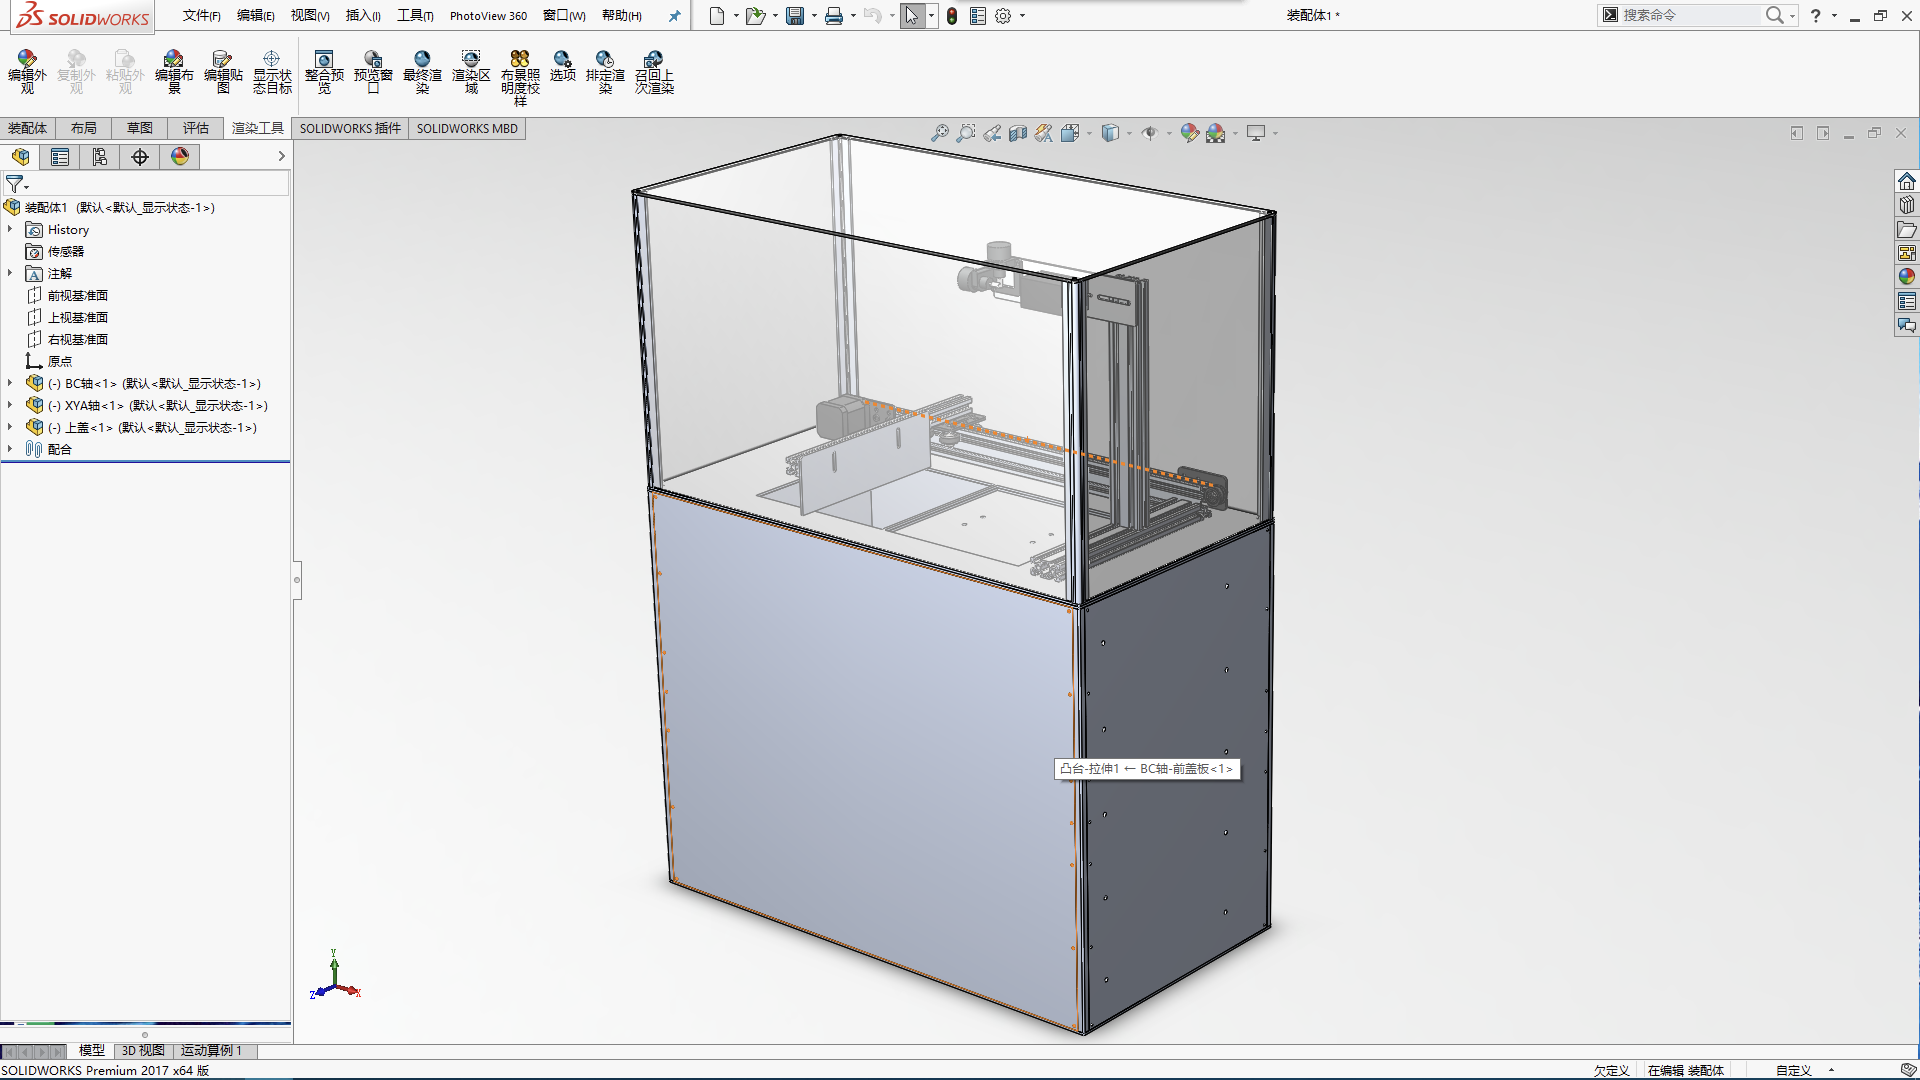 SOLIDWORKS
文件(F) 编辑(E) 视图(V) 插入(I) 工具(T) PhotoView 360 窗口(W) 帮助(H)
装配体1 *
搜索命令
编辑外观
复制外观
粘贴外观
编辑布景
编辑贴图
显示状态目标
整合预览
预览窗口
最终渲染
渲染区域
布景照明度校样
选项
排定渲染
召回上次渲染
装配体 布局 草图 评估 渲染工具 SOLIDWORKS 插件 SOLIDWORKS MBD
装配体1 (默认<默认_显示状态-1>)
History
传感器
注解
前视基准面
上视基准面
右视基准面
原点
(-) BC轴<1> (默认<默认_显示状态-1>)
(-) XYA轴<1> (默认<默认_显示状态-1>)
(-) 上盖<1> (默认<默认_显示状态-1>)
配合
凸台-拉伸1 ← BC轴-前盖板<1>
Y
Z
X
模型 3D 视图 运动算例 1
SOLIDWORKS Premium 2017 x64 版
欠定义 在编辑 装配体 自定义